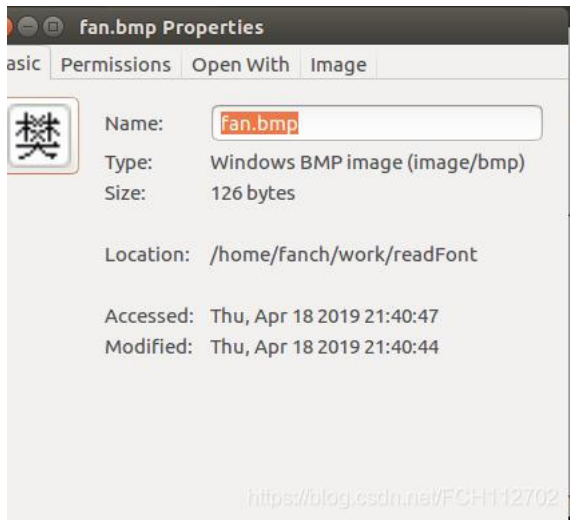 fan.bmp Properties
asic Permissions Open With Image
樊
Name: fan.bmp
Type: Windows BMP image (image/bmp)
Size: 126 bytes
Location: /home/fanch/work/readFont
Accessed: Thu, Apr 18 2019 21:40:47
Modified: Thu, Apr 18 2019 21:40:44
https://blog.csdn.net/FCH112702